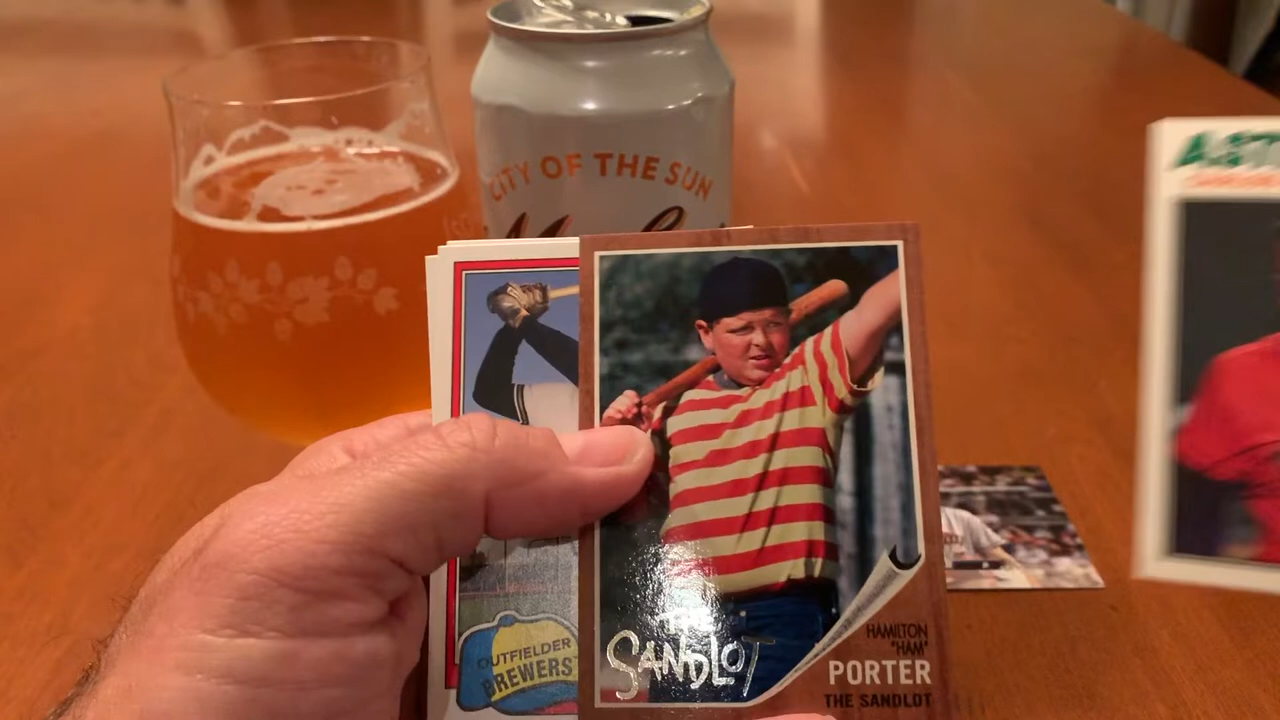 CITY OF THE SUN
OUTFIELDER
BREWERS
THE
SANDLOT
HAMILTON
"HAM"
PORTER
THE SANDLOT